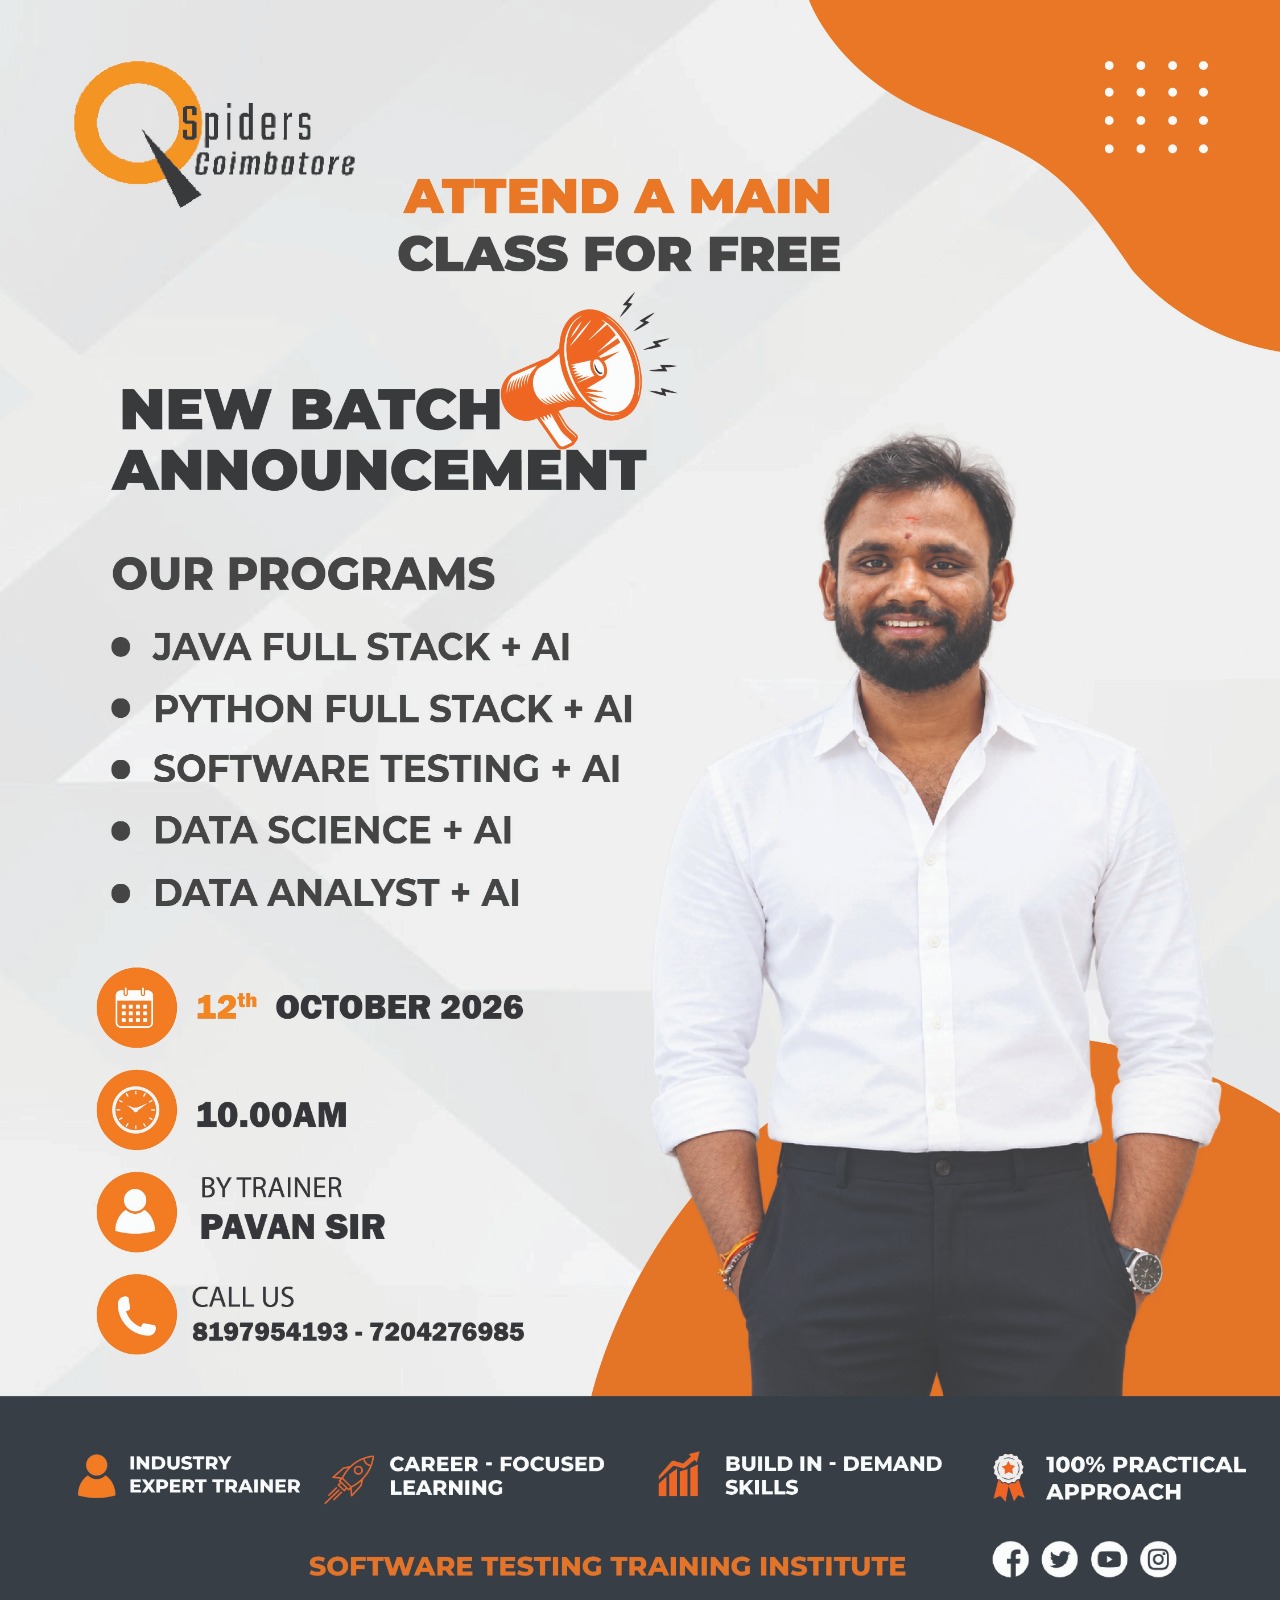 Spiders
Coimbatore
ATTEND A MAIN
CLASS FOR FREE
NEW BATCH
ANNOUNCEMENT
OUR PROGRAMS
● JAVA FULL STACK + AI
● PYTHON FULL STACK + AI
● SOFTWARE TESTING + AI
● DATA SCIENCE + AI
● DATA ANALYST + AI
12th OCTOBER 2026
10.00AM
BY TRAINER
PAVAN SIR
CALL US
8197954193 - 7204276985
INDUSTRY
EXPERT TRAINER
CAREER - FOCUSED
LEARNING
BUILD IN - DEMAND
SKILLS
100% PRACTICAL
APPROACH
SOFTWARE TESTING TRAINING INSTITUTE